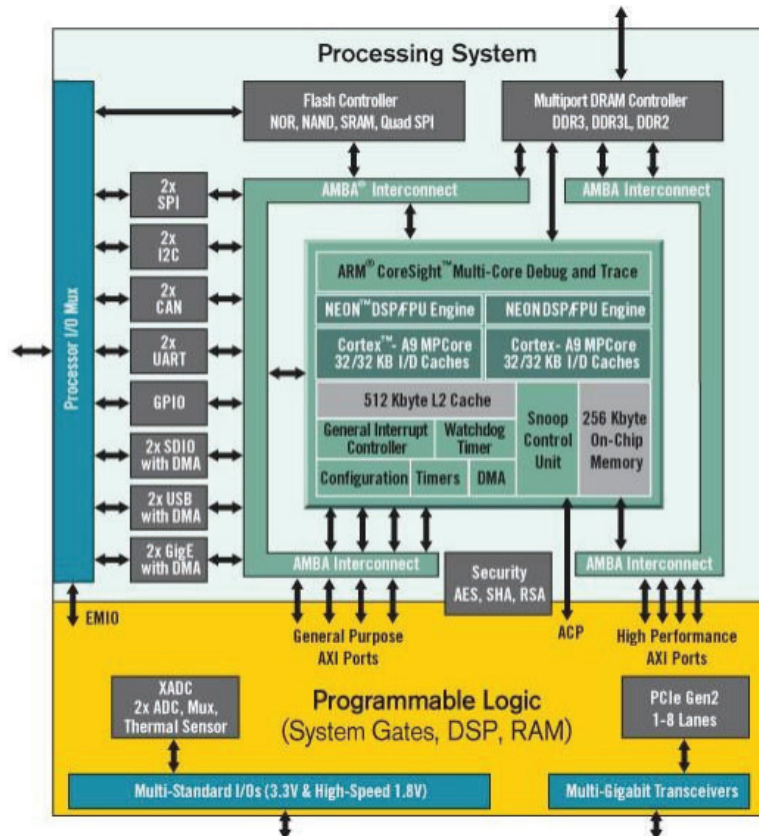 Processing System
Flash Controller
NOR, NAND, SRAM, Quad SPI
Multiport DRAM Controller
DDR3, DDR3L, DDR2
AMBA® Interconnect
AMBA Interconnect
Processor I/O Mux
2x
SPI
2x
I2C
2x
CAN
2x
UART
GPIO
2x SDIO
with DMA
2x USB
with DMA
2x GigE
with DMA
ARM® CoreSight™ Multi-Core Debug and Trace
NEON™ DSP/FPU Engine
NEON DSP/FPU Engine
Cortex™- A9 MPCore
32/32 KB I/D Caches
Cortex- A9 MPCore
32/32 KB I/D Caches
512 Kbyte L2 Cache
General Interrupt
Controller
Watchdog
Timer
Configuration
Timers
DMA
Snoop
Control
Unit
256 Kbyte
On-Chip
Memory
AMBA Interconnect
Security
AES, SHA, RSA
AMBA Interconnect
EMIO
General Purpose
AXI Ports
ACP
High Performance
AXI Ports
XADC
2x ADC, Mux,
Thermal Sensor
Programmable Logic
(System Gates, DSP, RAM)
PCIe Gen2
1-8 Lanes
Multi-Standard I/Os (3.3V & High-Speed 1.8V)
Multi-Gigabit Transceivers